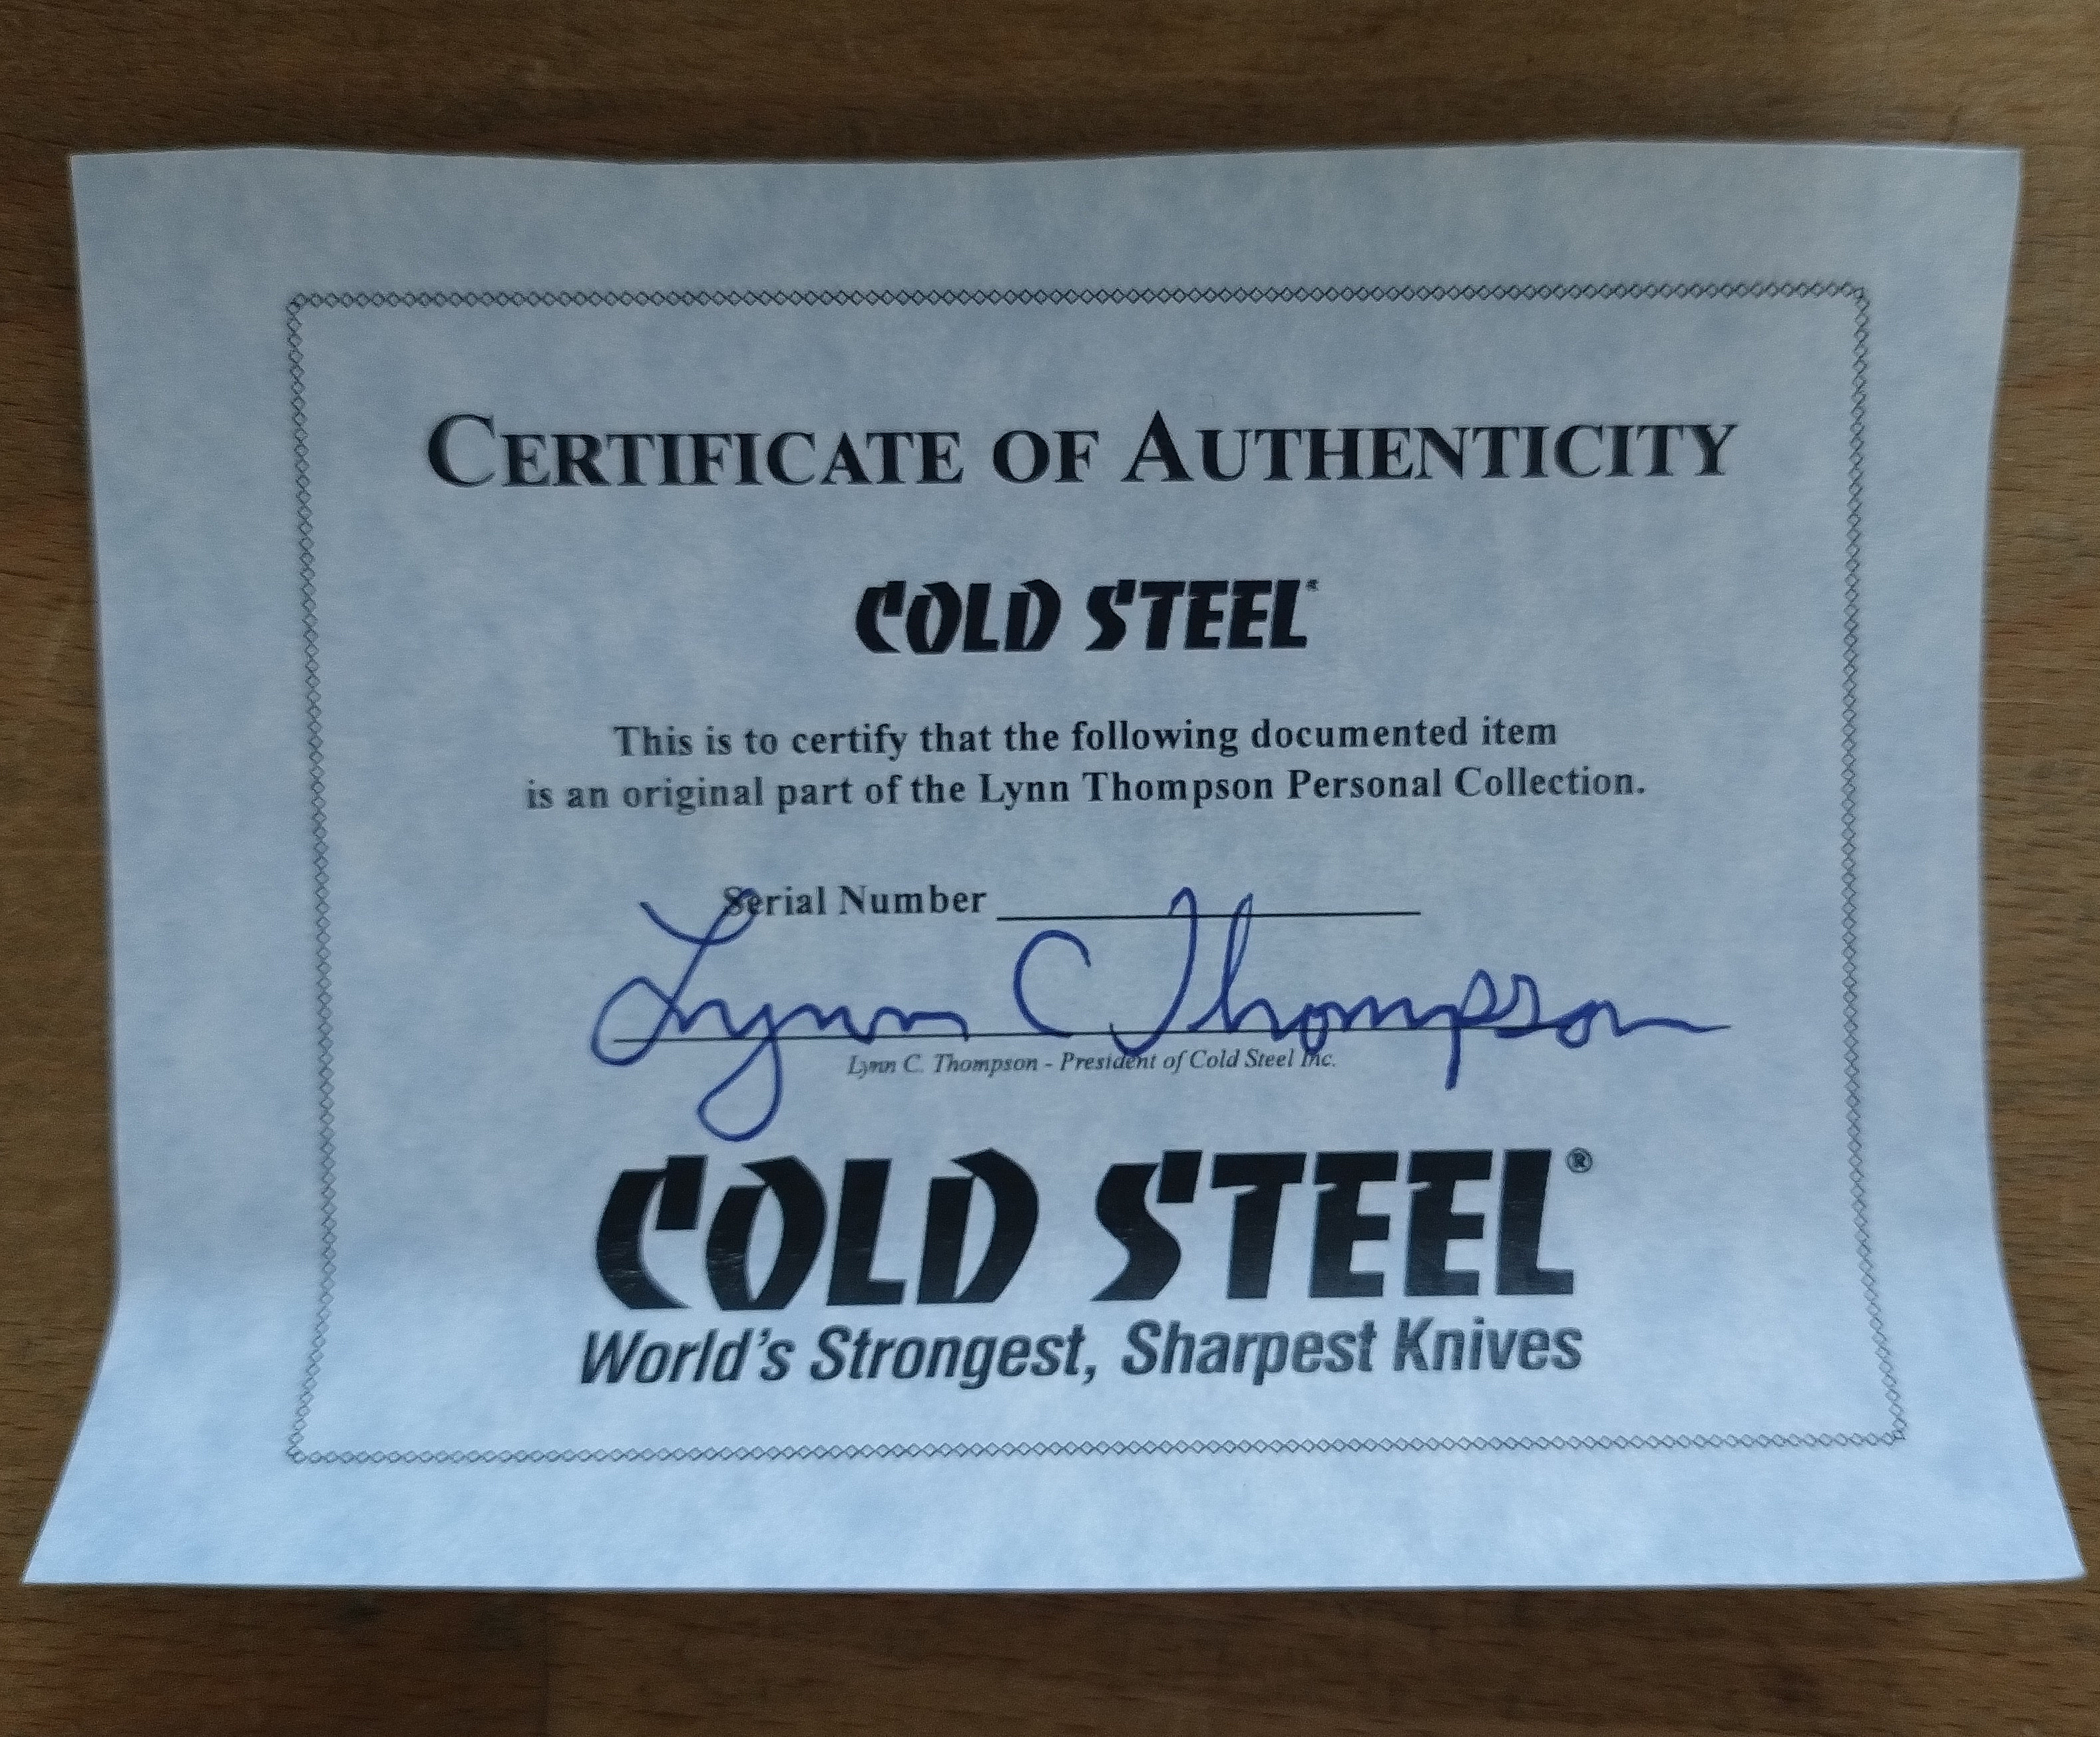 CERTIFICATE OF AUTHENTICITY
COLD STEEL®
This is to certify that the following documented item
is an original part of the Lynn Thompson Personal Collection.
Serial Number
Lynn C Thompson
Lynn C. Thompson - President of Cold Steel Inc.
COLD STEEL®
World's Strongest, Sharpest Knives